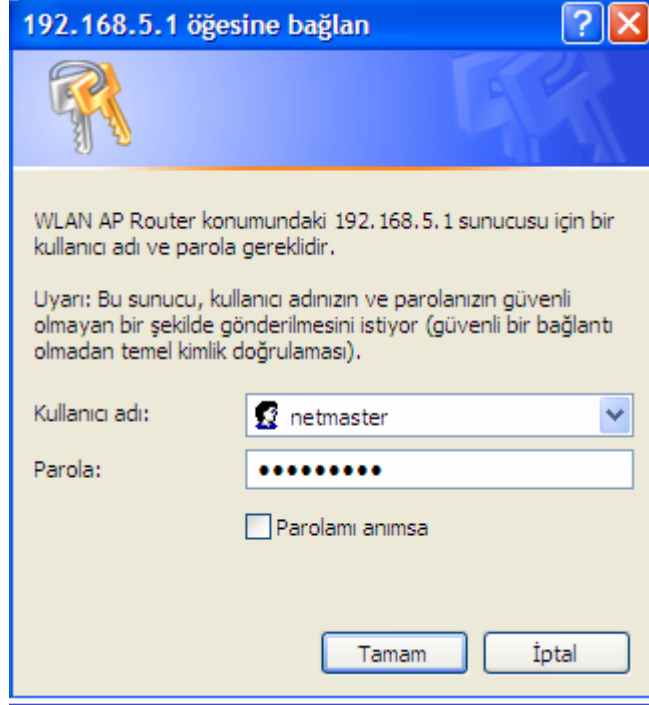 192.168.5.1 öğesine bağlan
WLAN AP Router konumundaki 192.168.5.1 sunucusu için bir
kullanıcı adı ve parola gereklidir.
Uyarı: Bu sunucu, kullanıcı adınızın ve parolanızın güvenli
olmayan bir şekilde gönderilmesini istiyor (güvenli bir bağlantı
olmadan temel kimlik doğrulaması).
Kullanıcı adı:
netmaster
Parola:
●●●●●●●●●
Parolamı anımsa
Tamam
İptal